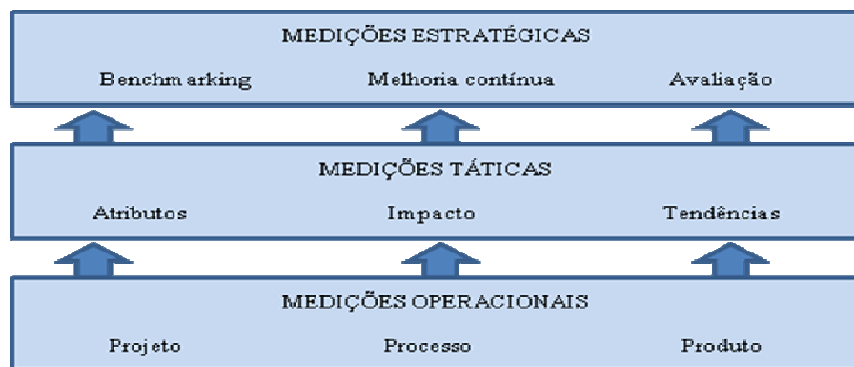 MEDIÇÕES ESTRATÉGICAS
Benchmarking Melhoria contínua Avaliação
MEDIÇÕES TÁTICAS
Atributos Impacto Tendências
MEDIÇÕES OPERACIONAIS
Projeto Processo Produto